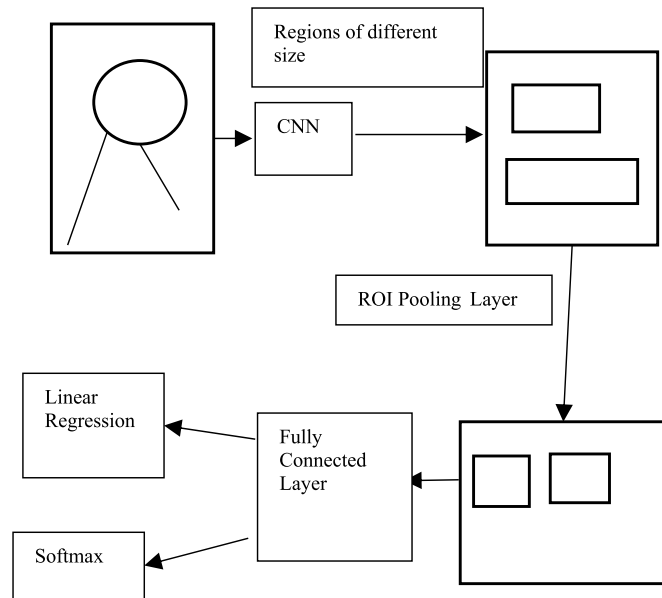 Regions of different
size
CNN
ROI Pooling Layer
Linear
Regression
Fully
Connected
Layer
Softmax